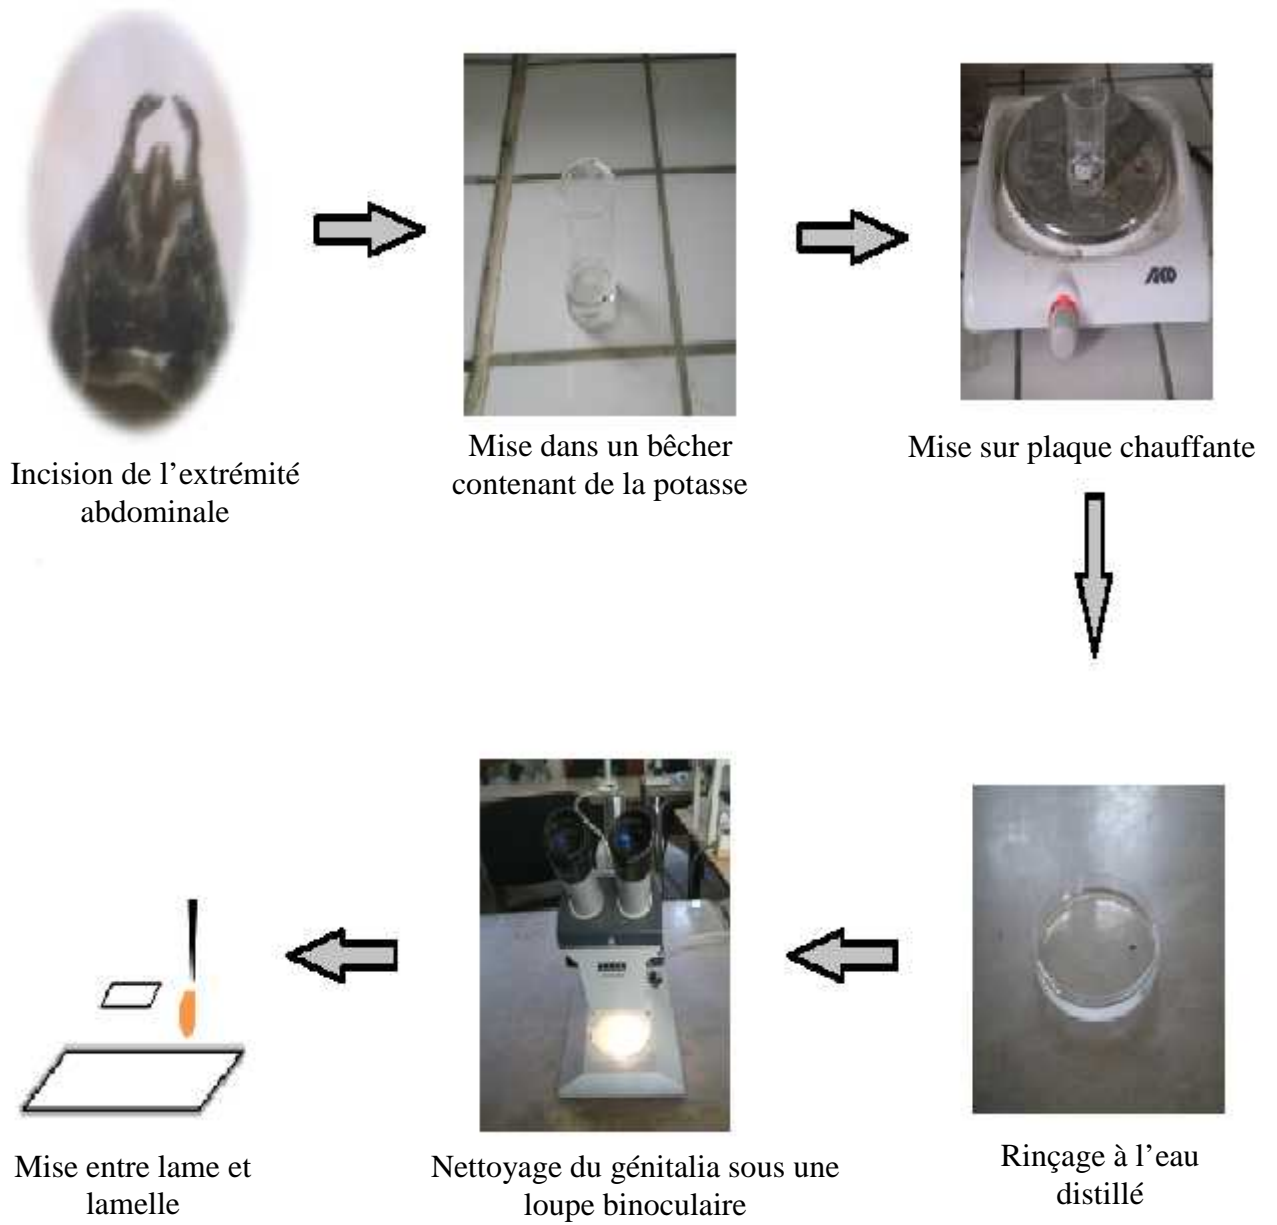 Incision de l’extrémité
abdominale
Mise dans un bêcher
contenant de la potasse
Mise sur plaque chauffante
Rinçage à l’eau
distillé
Nettoyage du génitalia sous une
loupe binoculaire
Mise entre lame et
lamelle